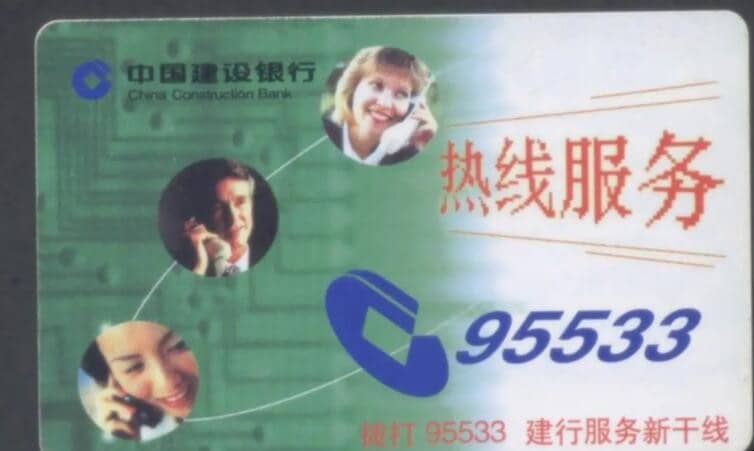 中国建设银行
China Construction Bank
热线服务
95533
拨打 95533 建行服务新干线